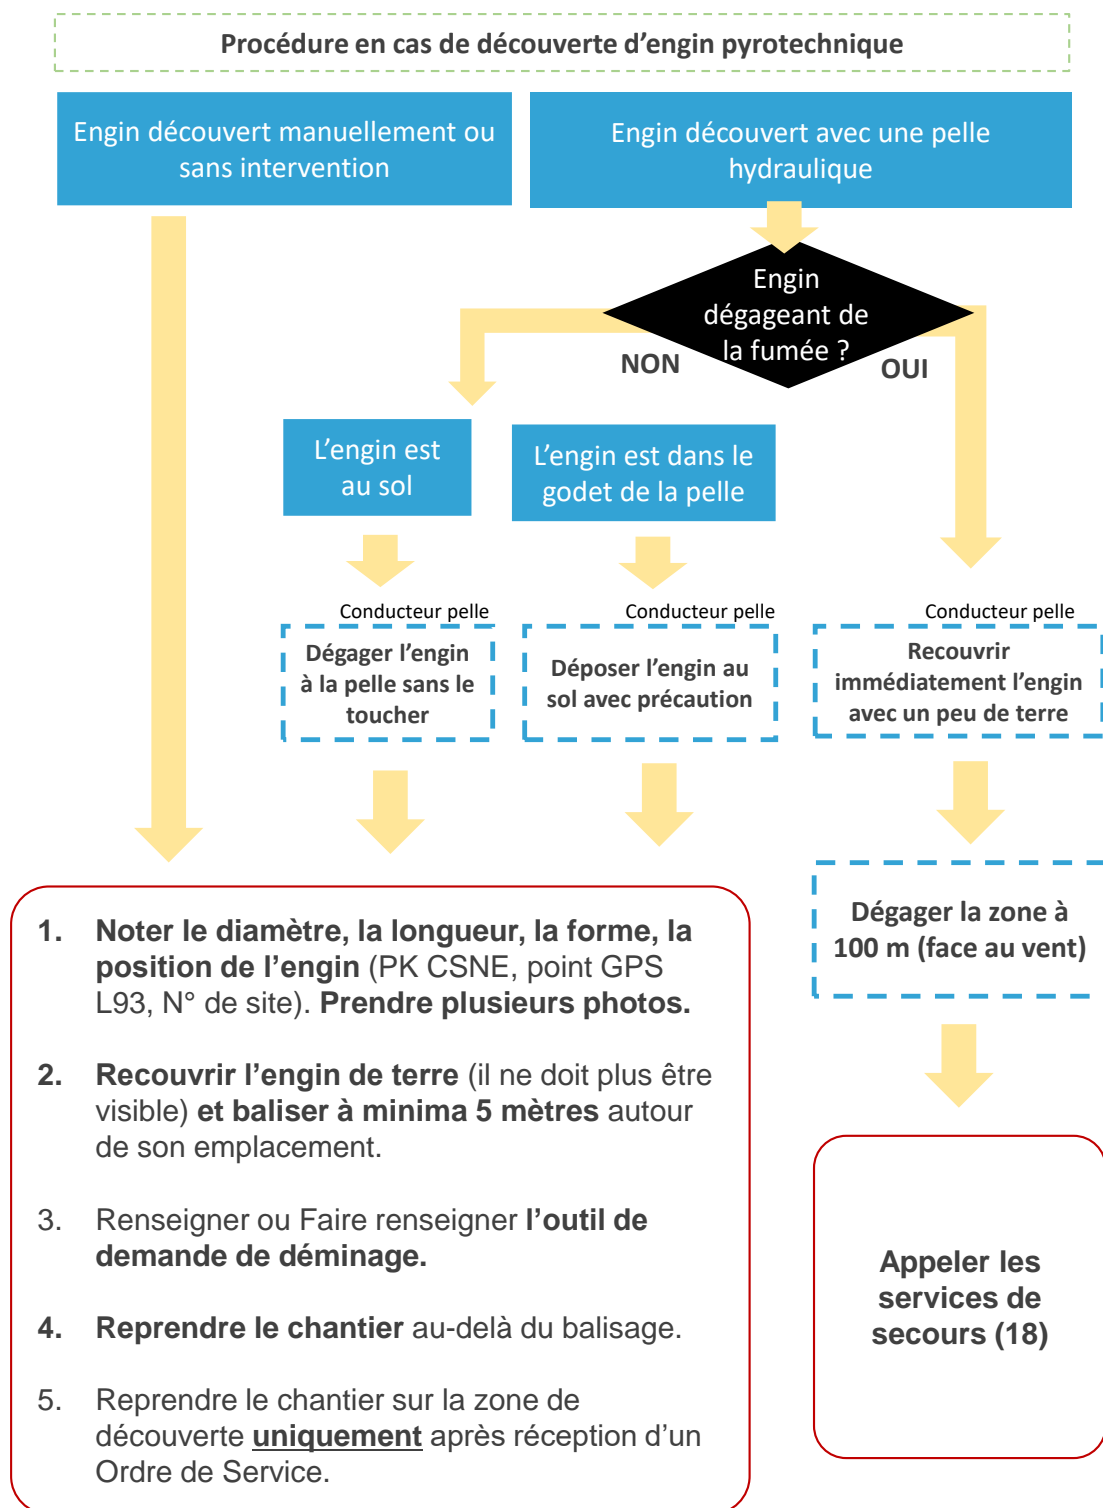 Procédure en cas de découverte d’engin pyrotechnique
Engin découvert manuellement ou
sans intervention
Engin découvert avec une pelle
hydraulique
Engin
dégageant de
la fumée ?
NON
OUI
L’engin est
au sol
L’engin est dans le
godet de la pelle
Conducteur pelle
Dégager l’engin
à la pelle sans le
toucher
Conducteur pelle
Déposer l’engin au
sol avec précaution
Conducteur pelle
Recouvrir
immédiatement l’engin
avec un peu de terre
Dégager la zone à
100 m (face au vent)
1. Noter le diamètre, la longueur, la forme, la
position de l’engin (PK CSNE, point GPS
L93, N° de site). Prendre plusieurs photos.
2. Recouvrir l’engin de terre (il ne doit plus être
visible) et baliser à minima 5 mètres autour
de son emplacement.
3. Renseigner ou Faire renseigner l’outil de
demande de déminage.
4. Reprendre le chantier au-delà du balisage.
5. Reprendre le chantier sur la zone de
découverte uniquement après réception d’un
Ordre de Service.
Appeler les
services de
secours (18)